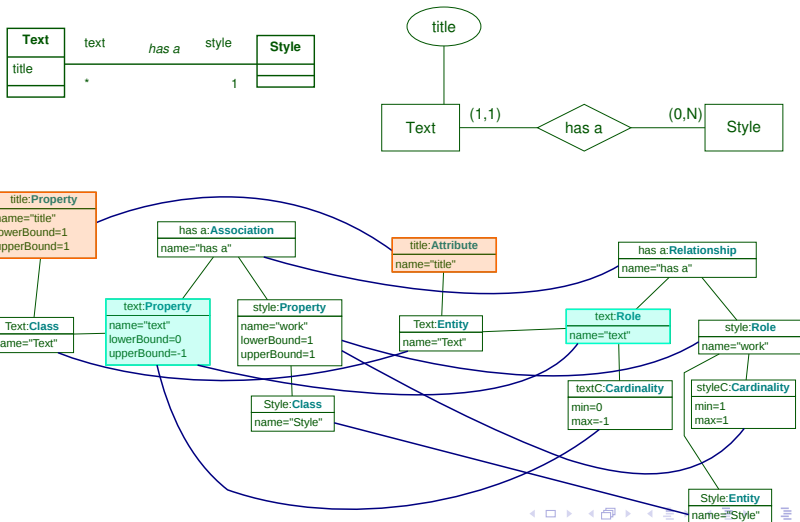 Text
title
text
has a
style
*
1
Style
title
Text
(1,1)
has a
(0,N)
Style
title:Property
name="title"
lowerBound=1
upperBound=1
has a:Association
name="has a"
title:Attribute
name="title"
has a:Relationship
name="has a"
Text:Class
name="Text"
text:Property
name="text"
lowerBound=0
upperBound=-1
style:Property
name="work"
lowerBound=1
upperBound=1
Text:Entity
name="Text"
text:Role
name="text"
style:Role
name="work"
Style:Class
name="Style"
textC:Cardinality
min=0
max=-1
styleC:Cardinality
min=1
max=1
Style:Entity
name="Style"